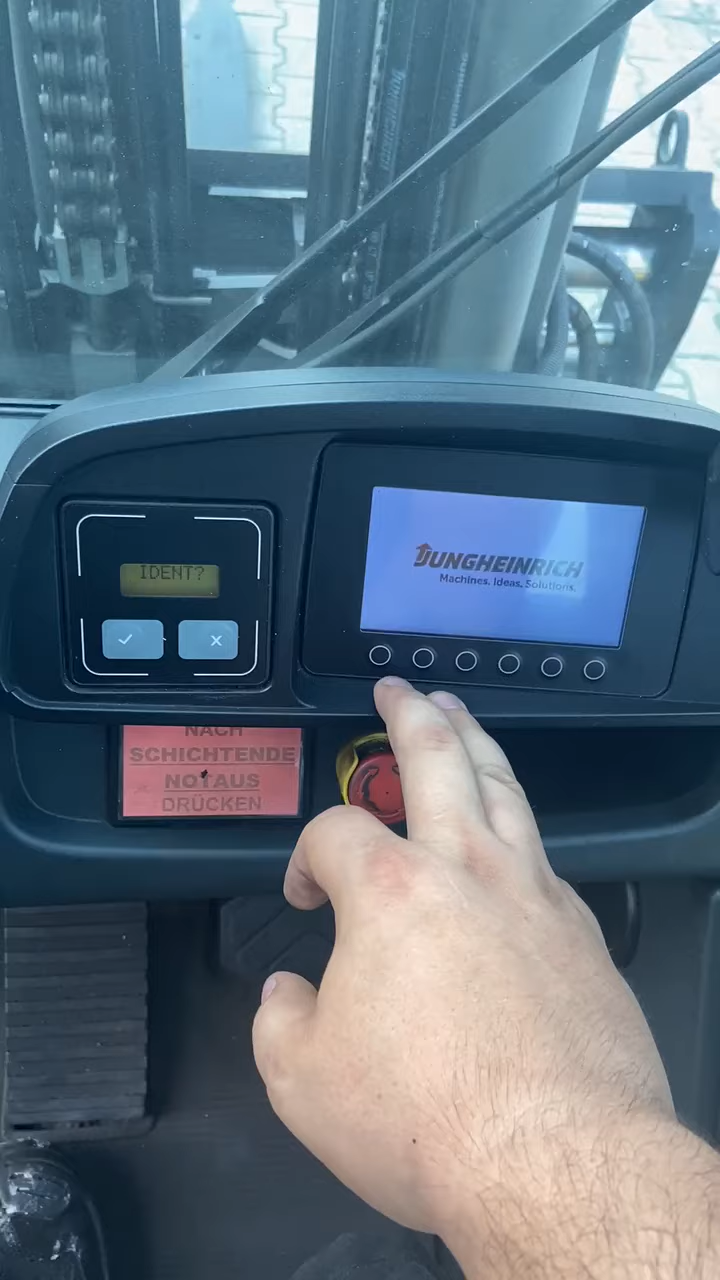 IDENT?
JUNGHEINRICH
Machines. Ideas. Solutions.
NACH
SCHICHTENDE
NOTAUS
DRÜCKEN